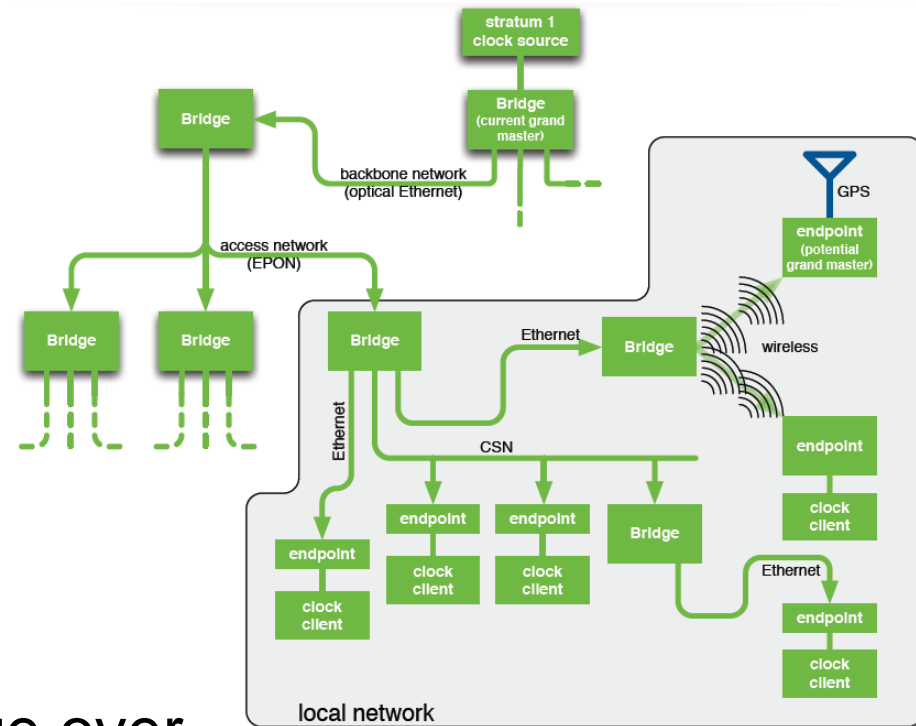 stratum 1
clock source
Bridge
(current grand
master)
Bridge
backbone network
(optical Ethernet)
GPS
endpoint
(potential
grand master)
access network
(EPON)
Bridge
Bridge
Bridge
Ethernet
Bridge
wireless
Ethernet
CSN
endpoint
clock
client
endpoint
clock
client
endpoint
clock
client
Bridge
endpoint
clock
client
Ethernet
endpoint
clock
client
local network
over